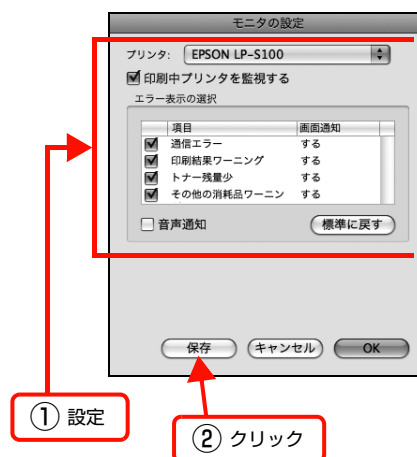 モニタの設定
プリンタ: EPSON LP-S100
印刷中プリンタを監視する
エラー表示の選択
項目 画面通知
通信エラー する
印刷結果ワーニング する
トナー残量少 する
その他の消耗品ワーニン する
音声通知 標準に戻す
保存 キャンセル OK
① 設定
② クリック